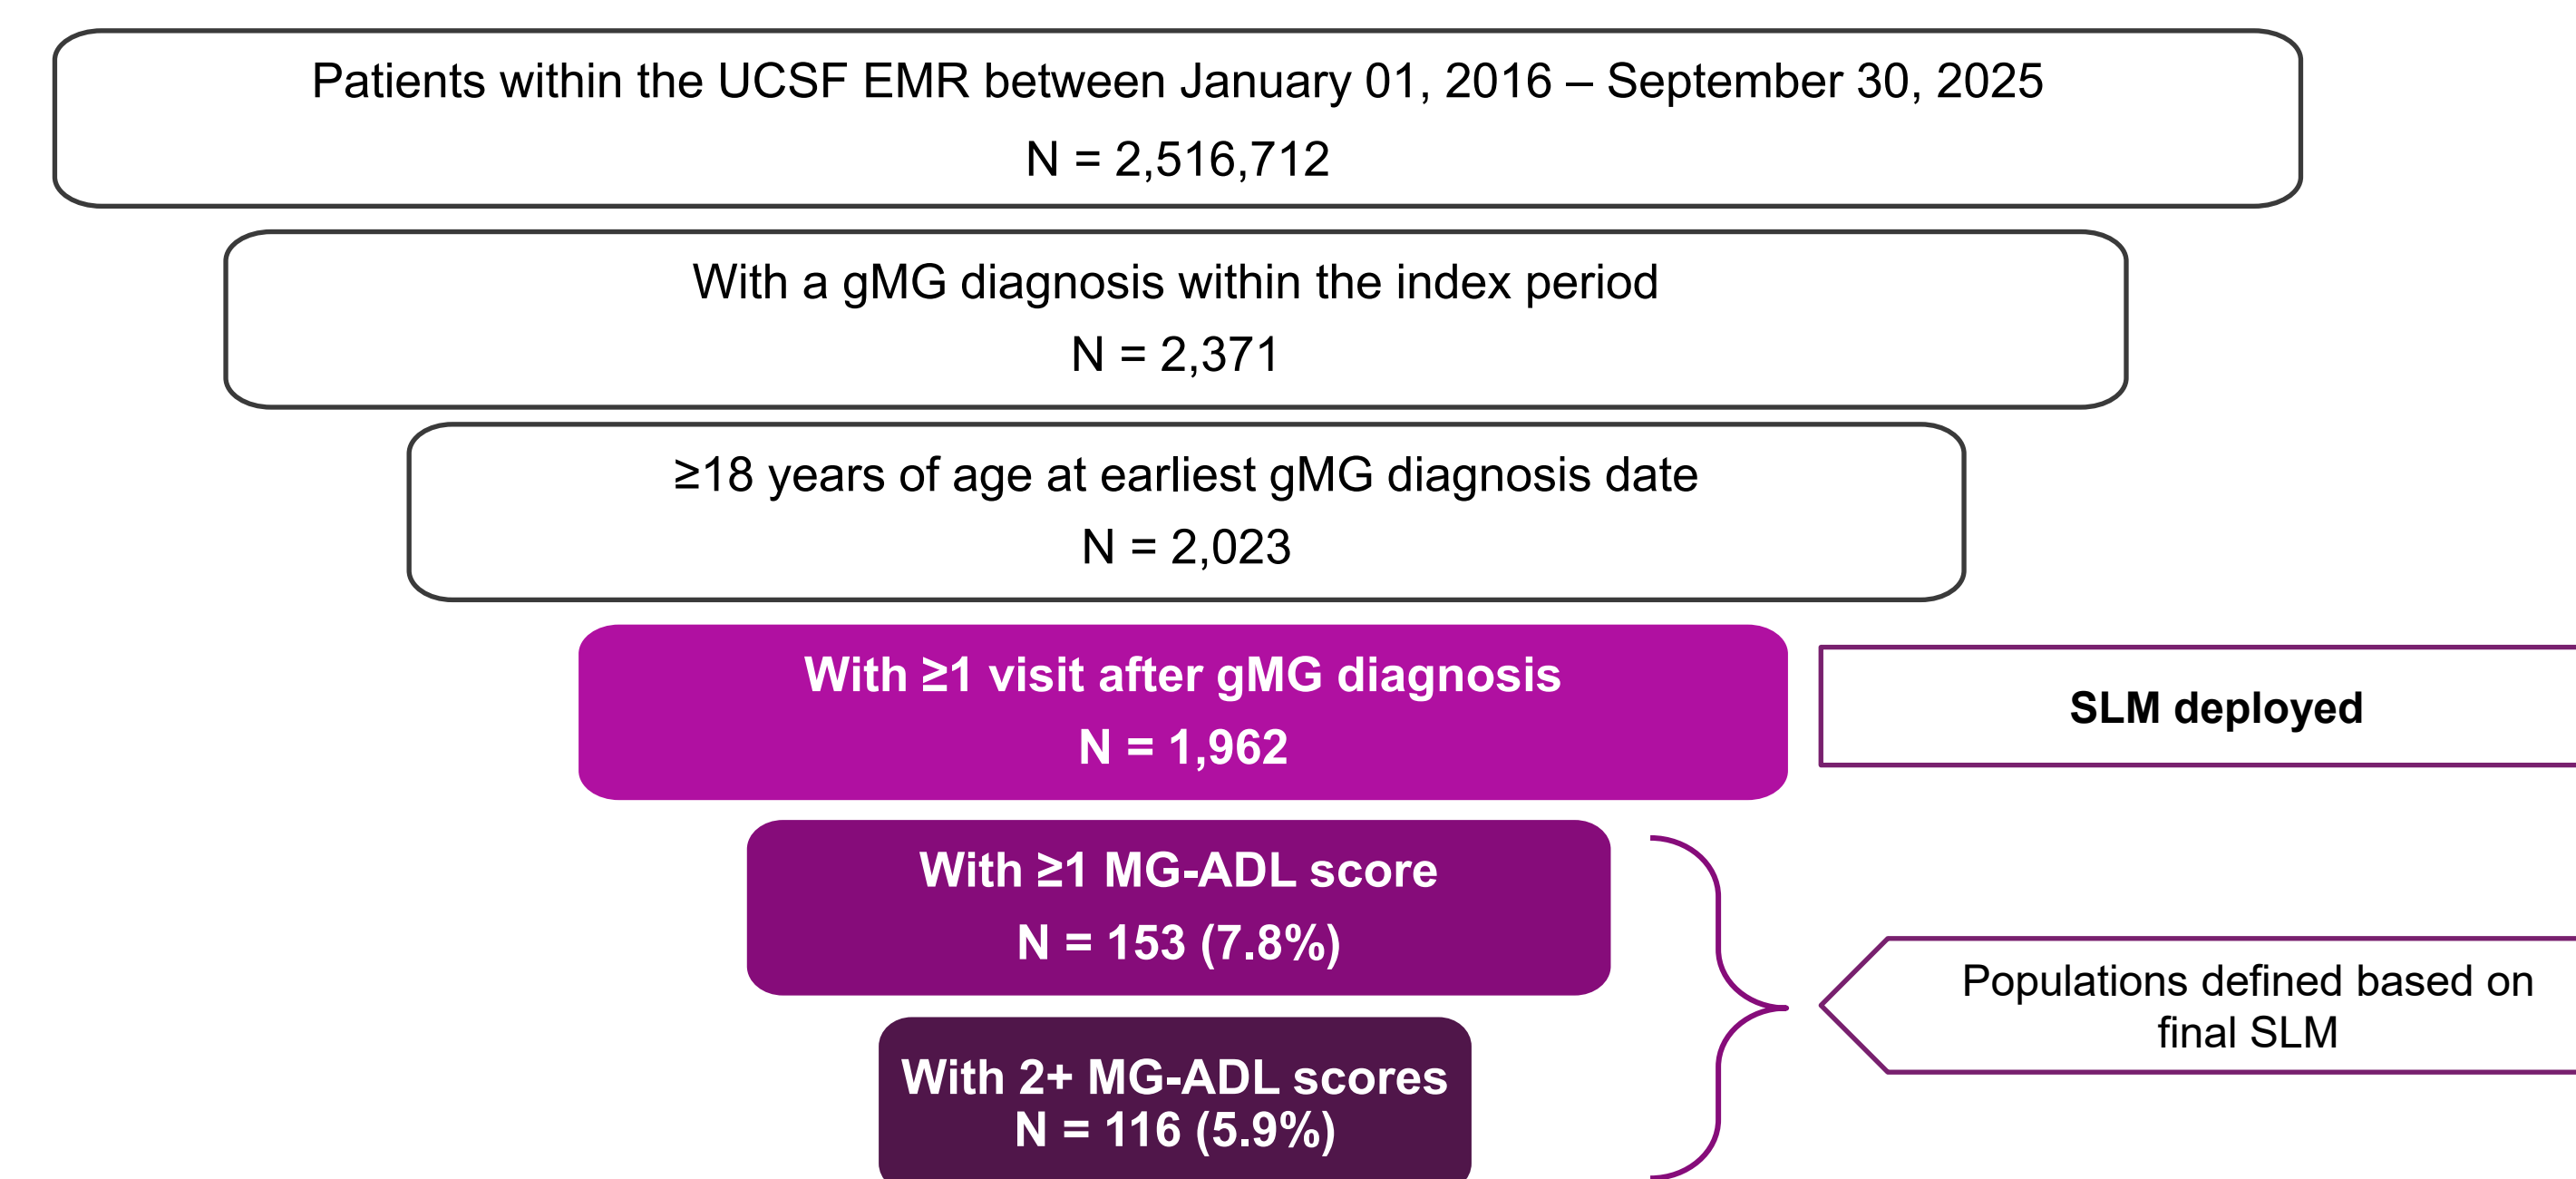 Patients within the UCSF EMR between January 01, 2016 – September 30, 2025
N = 2,516,712
With a gMG diagnosis within the index period
N = 2,371
≥18 years of age at earliest gMG diagnosis date
N = 2,023
With ≥1 visit after gMG diagnosis
N = 1,962
SLM deployed
With ≥1 MG-ADL score
N = 153 (7.8%)
Populations defined based on
final SLM
With 2+ MG-ADL scores
N = 116 (5.9%)